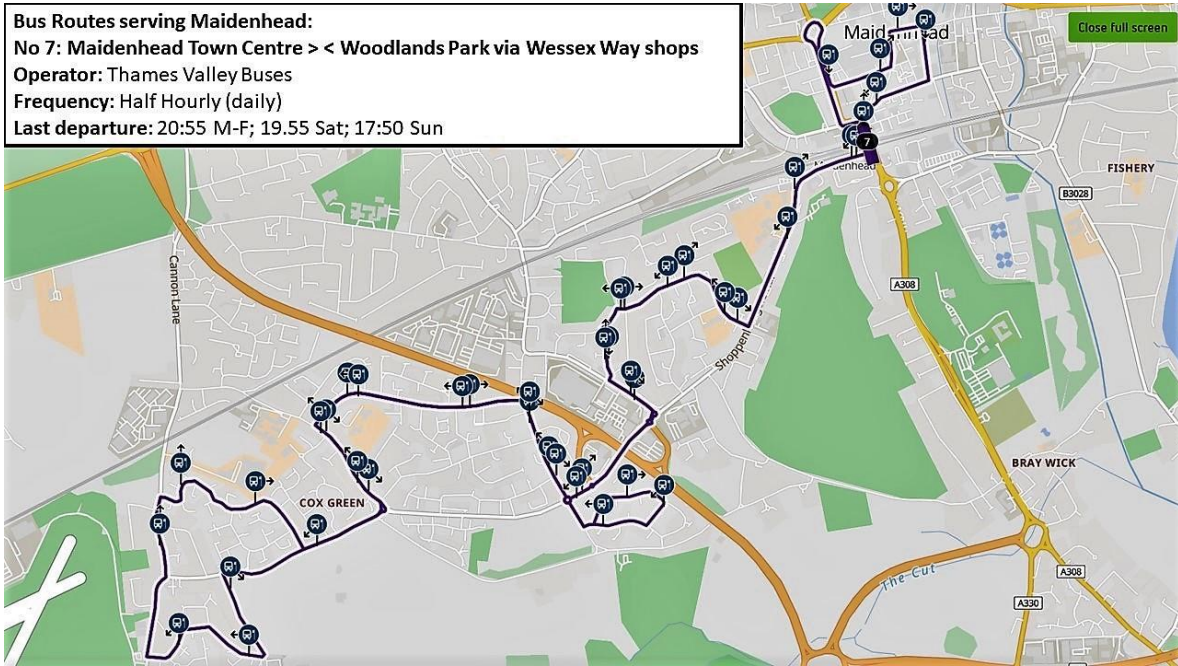 Bus Routes serving Maidenhead:
No 7: Maidenhead Town Centre > < Woodlands Park via Wessex Way shops
Operator: Thames Valley Buses
Frequency: Half Hourly (daily)
Last departure: 20:55 M-F; 19.55 Sat; 17:50 Sun
Close full screen
7
FISHERY
B3028
Cannon Lane
A308
BRAY WICK
COX GREEN
The Cut
A308
A330